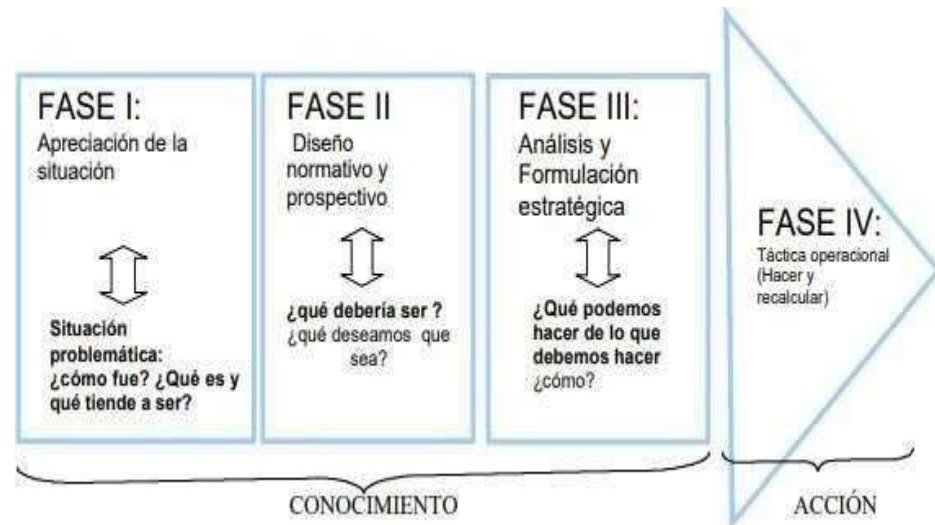 FASE I:
Apreciación de la
situación
Situación
problemática:
¿cómo fue? ¿Qué es y
qué tiende a ser?
FASE II
Diseño
normativo y
prospectivo
¿qué debería ser ?
¿qué deseamos que
sea?
FASE III:
Análisis y
Formulación
estratégica
¿Qué podemos
hacer de lo que
debemos hacer
¿cómo?
FASE IV:
Táctica operacional
(Hacer y
recalcular)
CONOCIMIENTO
ACCIÓN